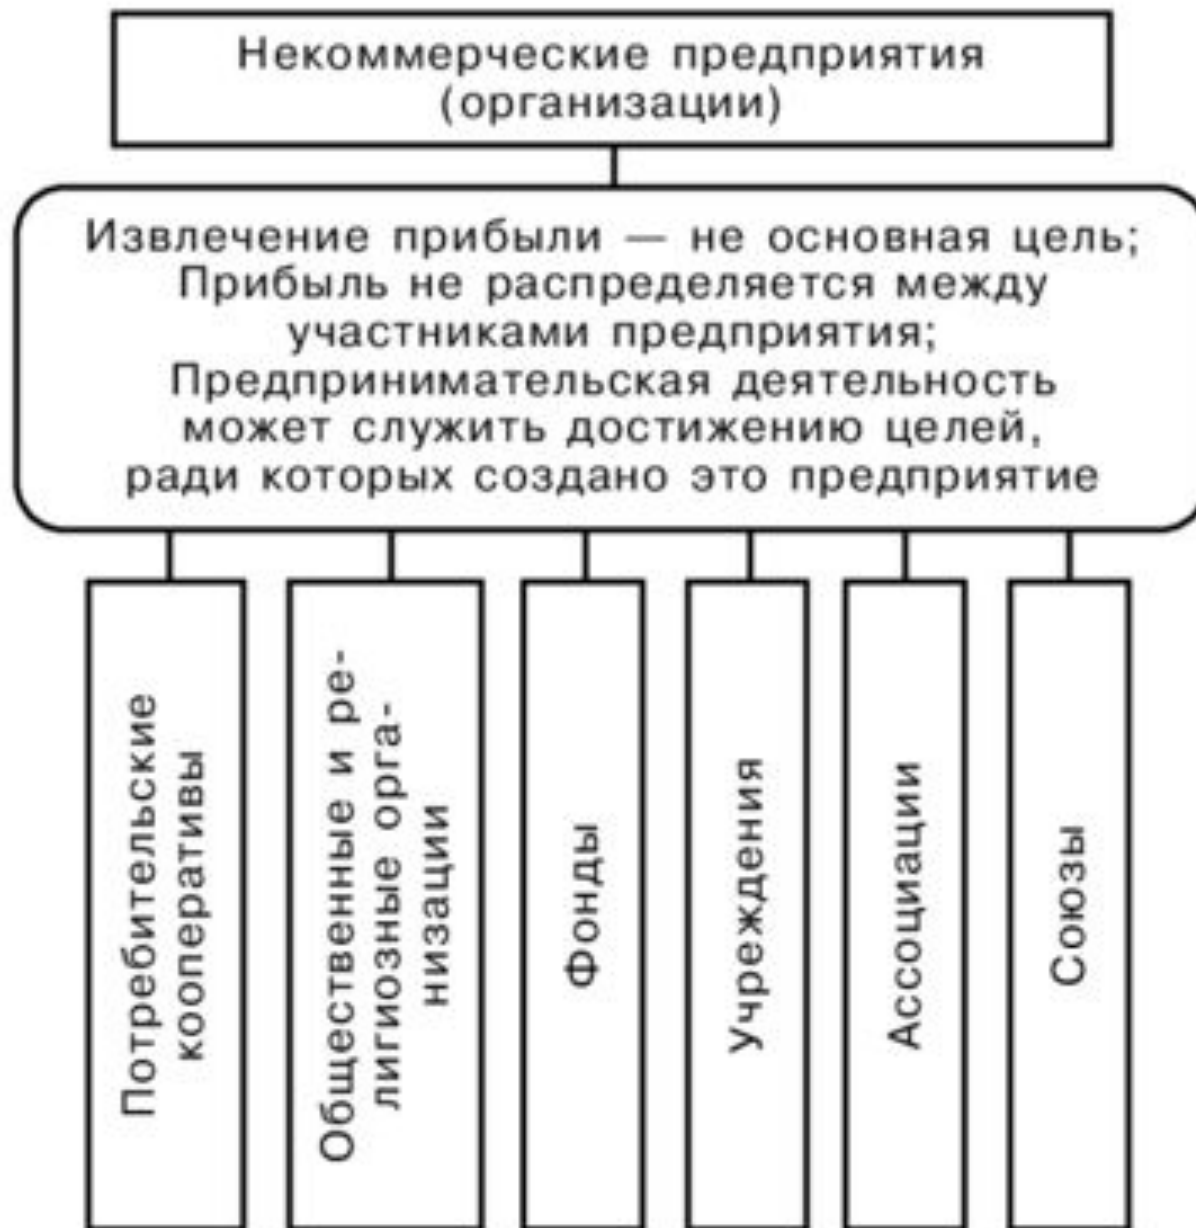 Некоммерческие предприятия
(организации)
Извлечение прибыли — не основная цель;
Прибыль не распределяется между
участниками предприятия;
Предпринимательская деятельность
может служить достижению целей,
ради которых создано это предприятие
Потребительские
кооперативы
Общественные и ре-
лигиозные орга-
низации
Фонды
Учреждения
Ассоциации
Союзы